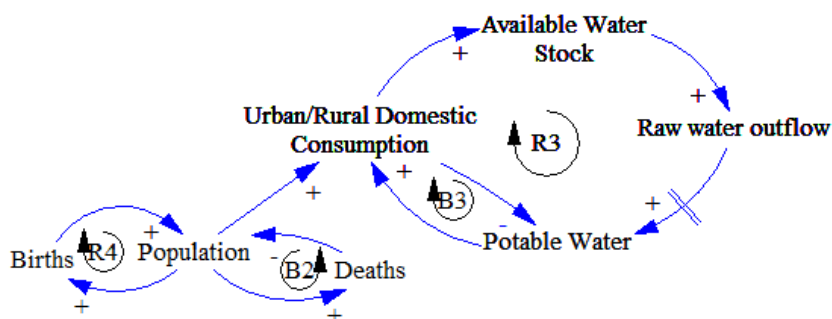 Available Water
Stock
+
+
Urban/Rural Domestic
Consumption
R3
Raw water outflow
+
+
B3
+
-
Potable Water
+
Births
R4
Population
-
B2
Deaths
+
+